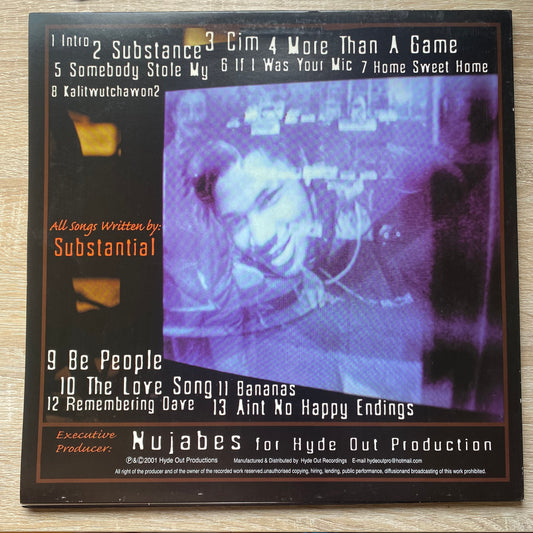 1 Intro 2 Substance 3 Cim 4 More Than A Game
5 Somebody Stole My 6 If I Was Your Mic 7 Home Sweet Home
8 Kalitwutchawon2
All Songs Written by:
Substantial
9 Be People
10 The Love Song 11 Bananas
12 Remembering Dave 13 Aint No Happy Endings
Executive
Producer: Nujabes for Hyde Out Production
℗&©2001 Hyde Out Productions Manufactured & Distributed by Hyde Out Recordings E-mail hydeoutpro@hotmail.com
All right of the producer and of the owner of the recorded work reserved.unauthorised copying, hiring, lending, public performance, diffusionand broadcasting of this work prohibited.